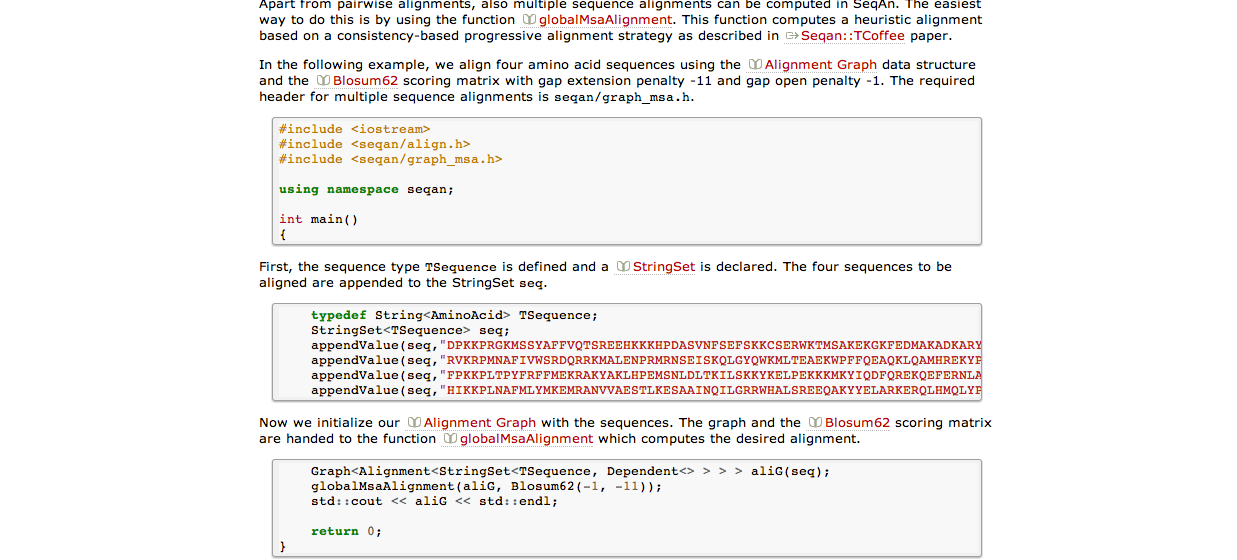 Apart from pairwise alignments, also multiple sequence alignments can be computed in SeqAn. The easiest
way to do this is by using the function globalMsaAlignment. This function computes a heuristic alignment
based on a consistency-based progressive alignment strategy as described in Seqan::TCoffee paper.
In the following example, we align four amino acid sequences using the Alignment Graph data structure
and the Blosum62 scoring matrix with gap extension penalty -11 and gap open penalty -1. The required
header for multiple sequence alignments is seqan/graph_msa.h.
#include <iostream>
#include <seqan/align.h>
#include <seqan/graph_msa.h>
using namespace seqan;
int main()
{
First, the sequence type TSequence is defined and a StringSet is declared. The four sequences to be
aligned are appended to the StringSet seq.
typedef String<AminoAcid> TSequence;
StringSet<TSequence> seq;
appendValue(seq,"DPKKPRGKMSSYAFFVQTSREEHKKKHPDASVNFSEFSKKCSERWKTMSAKEKGKFEDMAKADKARY
appendValue(seq,"RVKRPMNAFIVWSRDQRRKMALENPRMRNSEISKQLGYQWKMLTEAEKWPFFQEAQKLQAMHREKYP
appendValue(seq,"FPKKPLTPYFRFFMEKRAKYAKLHPEMSNLDLTKILSKKYKELPEKKKMKYIQDFQREKQEFERNLA
appendValue(seq,"HIKKPLNAFMLYMKEMRANVVAESTLKESAAINQILGRRWHALSREEQAKYYELARKERQLHMQLYP
Now we initialize our Alignment Graph with the sequences. The graph and the Blosum62 scoring matrix
are handed to the function globalMsaAlignment which computes the desired alignment.
Graph<Alignment<StringSet<TSequence, Dependent<> > > > aliG(seq);
globalMsaAlignment(aliG, Blosum62(-1, -11));
std::cout << aliG << std::endl;
return 0;
}